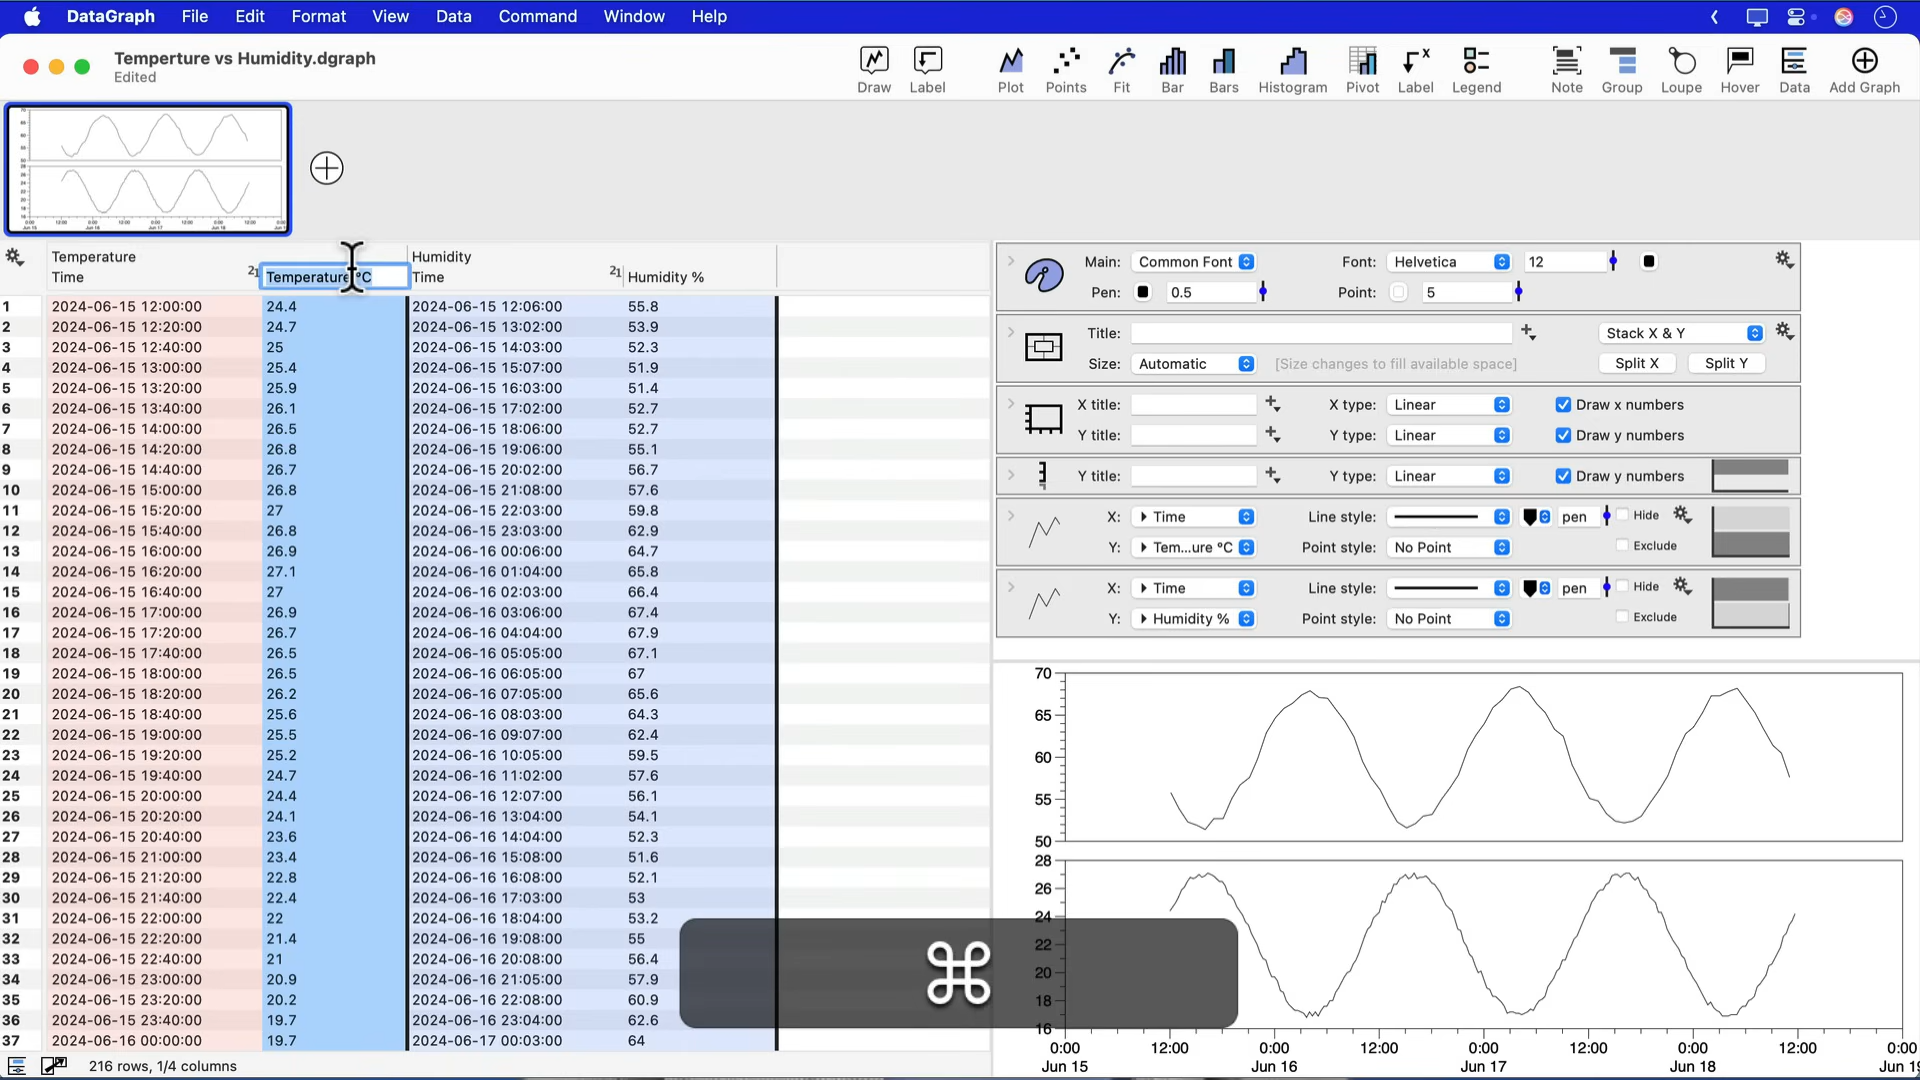 DataGraph File Edit Format View Data Command Window Help
Temperture vs Humidity.dgraph
Edited
Draw Label Plot Points Fit Bar Bars Histogram Pivot Label Legend Note Group Loupe Hover Data Add Graph
Temperature Humidity
Time 21 Temperature °C Time 21 Humidity %
1 2024-06-15 12:00:00 24.4 2024-06-15 12:06:00 55.8
2 2024-06-15 12:20:00 24.7 2024-06-15 13:02:00 53.9
3 2024-06-15 12:40:00 25 2024-06-15 14:03:00 52.3
4 2024-06-15 13:00:00 25.4 2024-06-15 15:07:00 51.9
5 2024-06-15 13:20:00 25.9 2024-06-15 16:03:00 51.4
6 2024-06-15 13:40:00 26.1 2024-06-15 17:02:00 52.7
7 2024-06-15 14:00:00 26.5 2024-06-15 18:06:00 52.7
8 2024-06-15 14:20:00 26.8 2024-06-15 19:06:00 55.1
9 2024-06-15 14:40:00 26.7 2024-06-15 20:02:00 56.7
10 2024-06-15 15:00:00 26.8 2024-06-15 21:08:00 57.6
11 2024-06-15 15:20:00 27 2024-06-15 22:03:00 59.8
12 2024-06-15 15:40:00 26.8 2024-06-15 23:03:00 62.9
13 2024-06-15 16:00:00 26.9 2024-06-16 00:06:00 64.7
14 2024-06-15 16:20:00 27.1 2024-06-16 01:04:00 65.8
15 2024-06-15 16:40:00 27 2024-06-16 02:03:00 66.4
16 2024-06-15 17:00:00 26.9 2024-06-16 03:06:00 67.4
17 2024-06-15 17:20:00 26.7 2024-06-16 04:04:00 67.9
18 2024-06-15 17:40:00 26.5 2024-06-16 05:05:00 67.1
19 2024-06-15 18:00:00 26.5 2024-06-16 06:05:00 67
20 2024-06-15 18:20:00 26.2 2024-06-16 07:05:00 65.6
21 2024-06-15 18:40:00 25.6 2024-06-16 08:03:00 64.3
22 2024-06-15 19:00:00 25.5 2024-06-16 09:07:00 62.4
23 2024-06-15 19:20:00 25.2 2024-06-16 10:05:00 59.5
24 2024-06-15 19:40:00 24.7 2024-06-16 11:02:00 57.6
25 2024-06-15 20:00:00 24.4 2024-06-16 12:07:00 56.1
26 2024-06-15 20:20:00 24.1 2024-06-16 13:04:00 54.1
27 2024-06-15 20:40:00 23.6 2024-06-16 14:04:00 52.3
28 2024-06-15 21:00:00 23.4 2024-06-16 15:08:00 51.6
29 2024-06-15 21:20:00 22.8 2024-06-16 16:08:00 52.1
30 2024-06-15 21:40:00 22.4 2024-06-16 17:03:00 53
31 2024-06-15 22:00:00 22 2024-06-16 18:04:00 53.2
32 2024-06-15 22:20:00 21.4 2024-06-16 19:08:00 55
33 2024-06-15 22:40:00 21 2024-06-16 20:08:00 56.4
34 2024-06-15 23:00:00 20.9 2024-06-16 21:05:00 57.9
35 2024-06-15 23:20:00 20.2 2024-06-16 22:08:00 60.9
36 2024-06-15 23:40:00 19.7 2024-06-16 23:04:00 62.6
37 2024-06-16 00:00:00 19.7 2024-06-17 00:03:00 64
216 rows, 1/4 columns
Main: Common Font Font: Helvetica 12
Pen: 0.5 Point: 5
Title: Stack X & Y
Size: Automatic [Size changes to fill available space] Split X Split Y
X title: X type: Linear Draw x numbers
Y title: Y type: Linear Draw y numbers
Y title: Y type: Linear Draw y numbers
X: Time Line style: pen Hide
Y: Tem...ure °C Point style: No Point Exclude
X: Time Line style: pen Hide
Y: Humidity % Point style: No Point Exclude
70
65
60
55
50
28
26
24
22
20
18
16
0:00 12:00 0:00 12:00 0:00 12:00 0:00 12:00 0:00
Jun 15 Jun 16 Jun 17 Jun 18 Jun 19
⌘